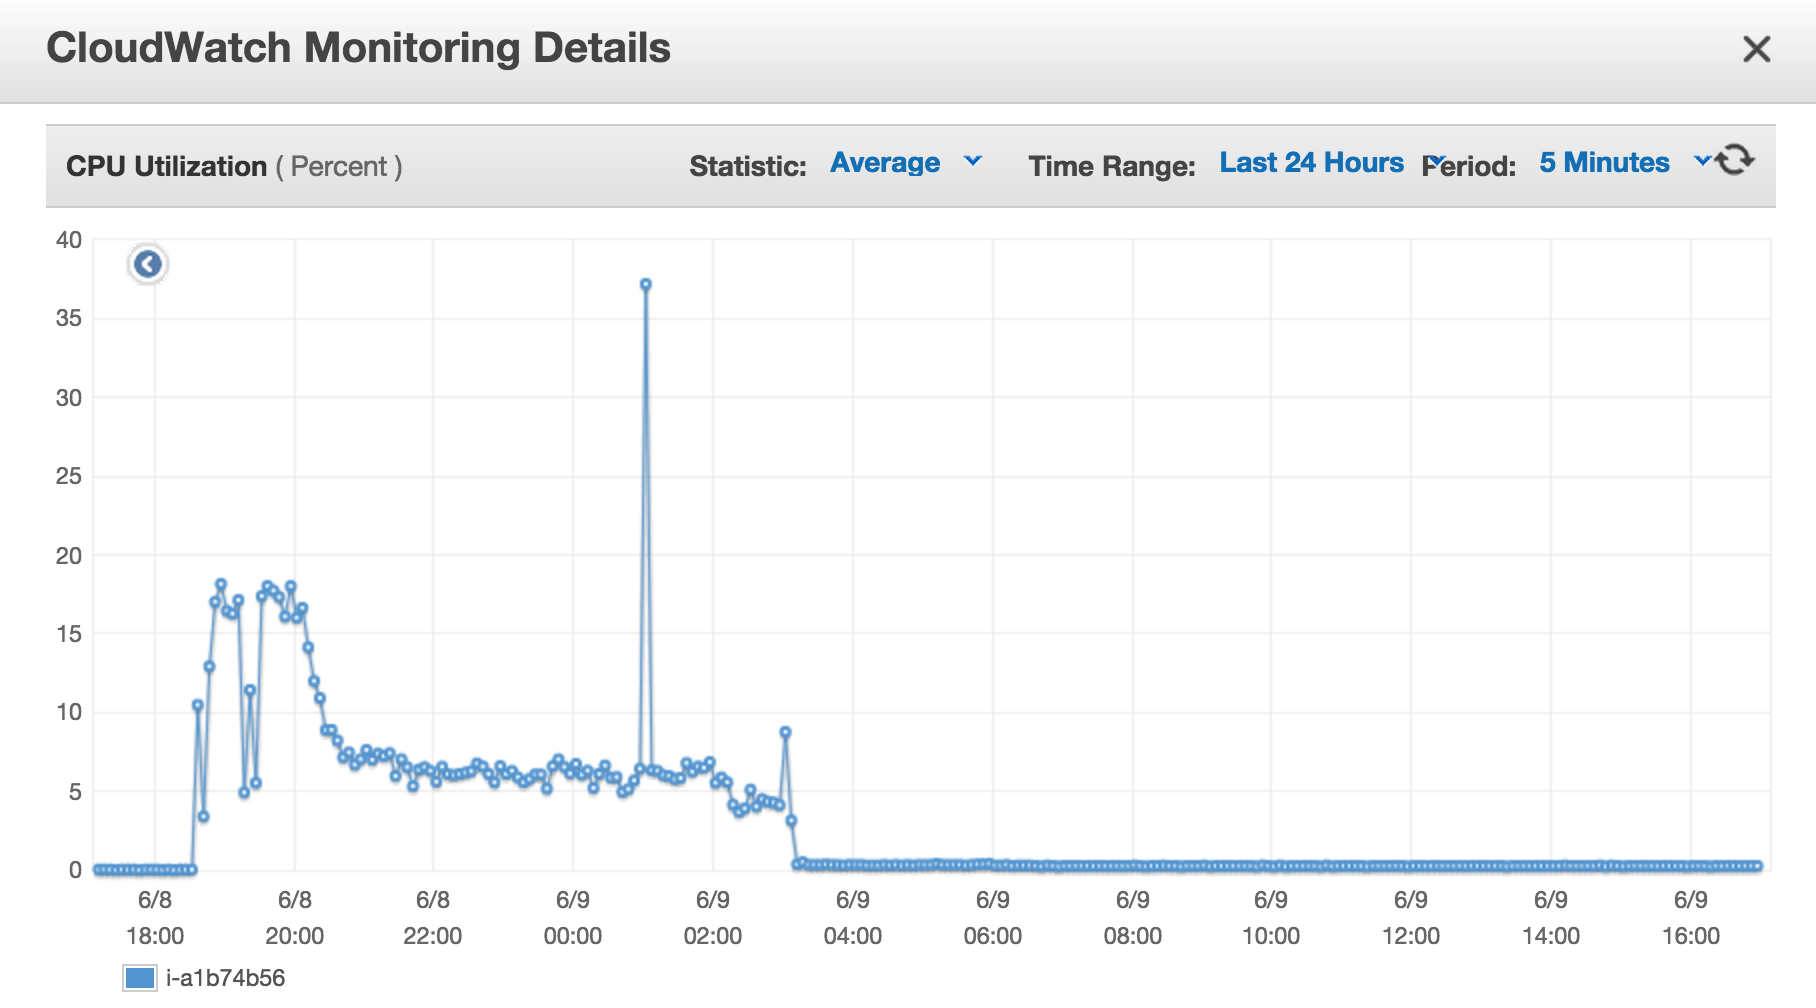 CloudWatch Monitoring Details
CPU Utilization ( Percent ) Statistic: Average Time Range: Last 24 Hours Period: 5 Minutes
40
35
30
25
20
15
10
5
0
6/8 6/8 6/8 6/9 6/9 6/9 6/9 6/9 6/9 6/9 6/9 6/9
18:00 20:00 22:00 00:00 02:00 04:00 06:00 08:00 10:00 12:00 14:00 16:00
i-a1b74b56